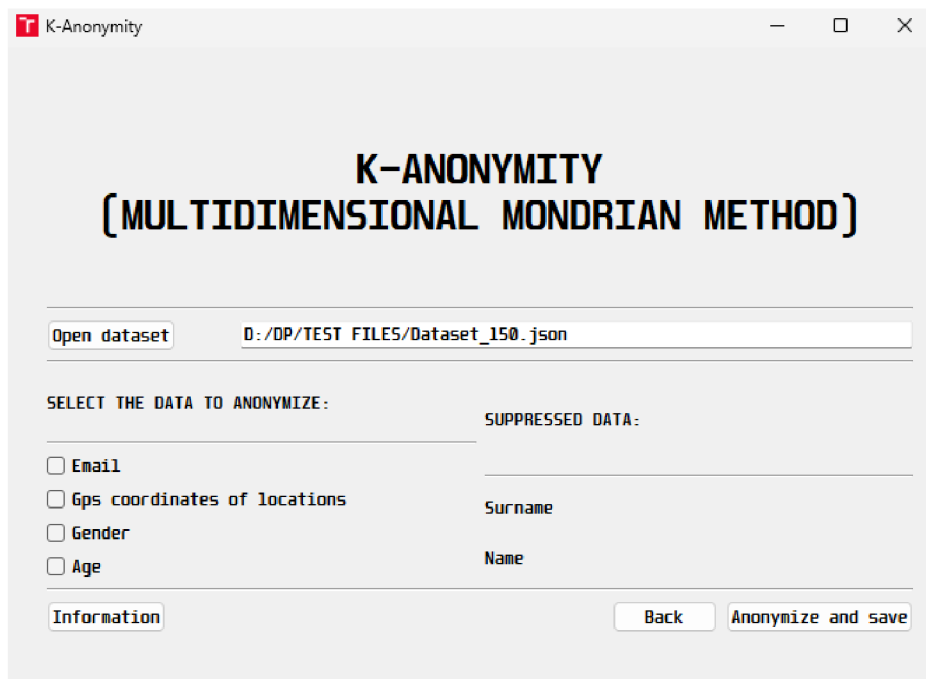 T K-Anonymity
K-ANONYMITY
(MULTIDIMENSIONAL MONDRIAN METHOD)
Open dataset
D:/DP/TEST FILES/Dataset_150.json
SELECT THE DATA TO ANONYMIZE:
Email
Gps coordinates of locations
Gender
Age
SUPPRESSED DATA:
Surname
Name
Information
Back
Anonymize and save